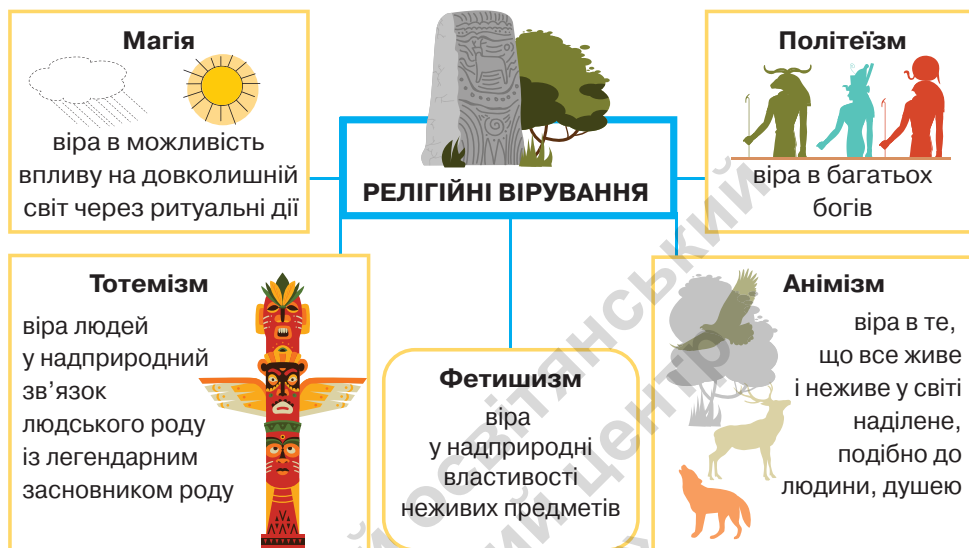 Магія
віра в можливість
впливу на довколишній
світ через ритуальні дії
РЕЛІГІЙНІ ВІРУВАННЯ
Політеїзм
віра в багатьох
богів
Тотемізм
віра людей
у надприродний
зв’язок
людського роду
із легендарним
засновником роду
Фетишизм
віра
у надприродні
властивості
неживих предметів
Анімізм
віра в те,
що все живе
і неживе у світі
наділене,
подібно до
людини, душею
освітянський
центр